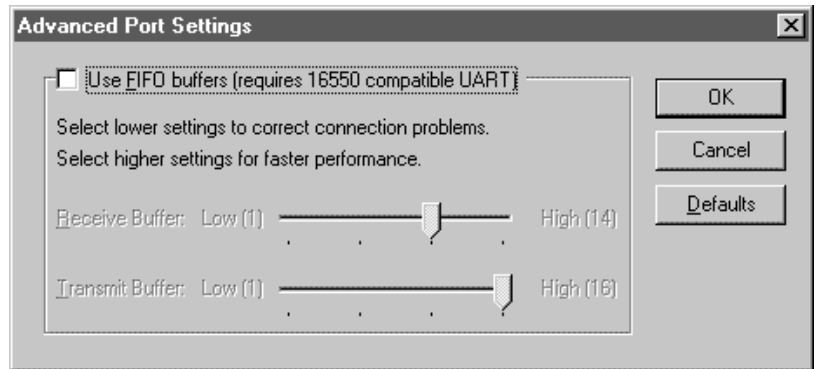 Advanced Port Settings
Use FIFO buffers (requires 16550 compatible UART)
Select lower settings to correct connection problems.
Select higher settings for faster performance.
Receive Buffer: Low (1) High (14)
Transmit Buffer: Low (1) High (16)
OK
Cancel
Defaults